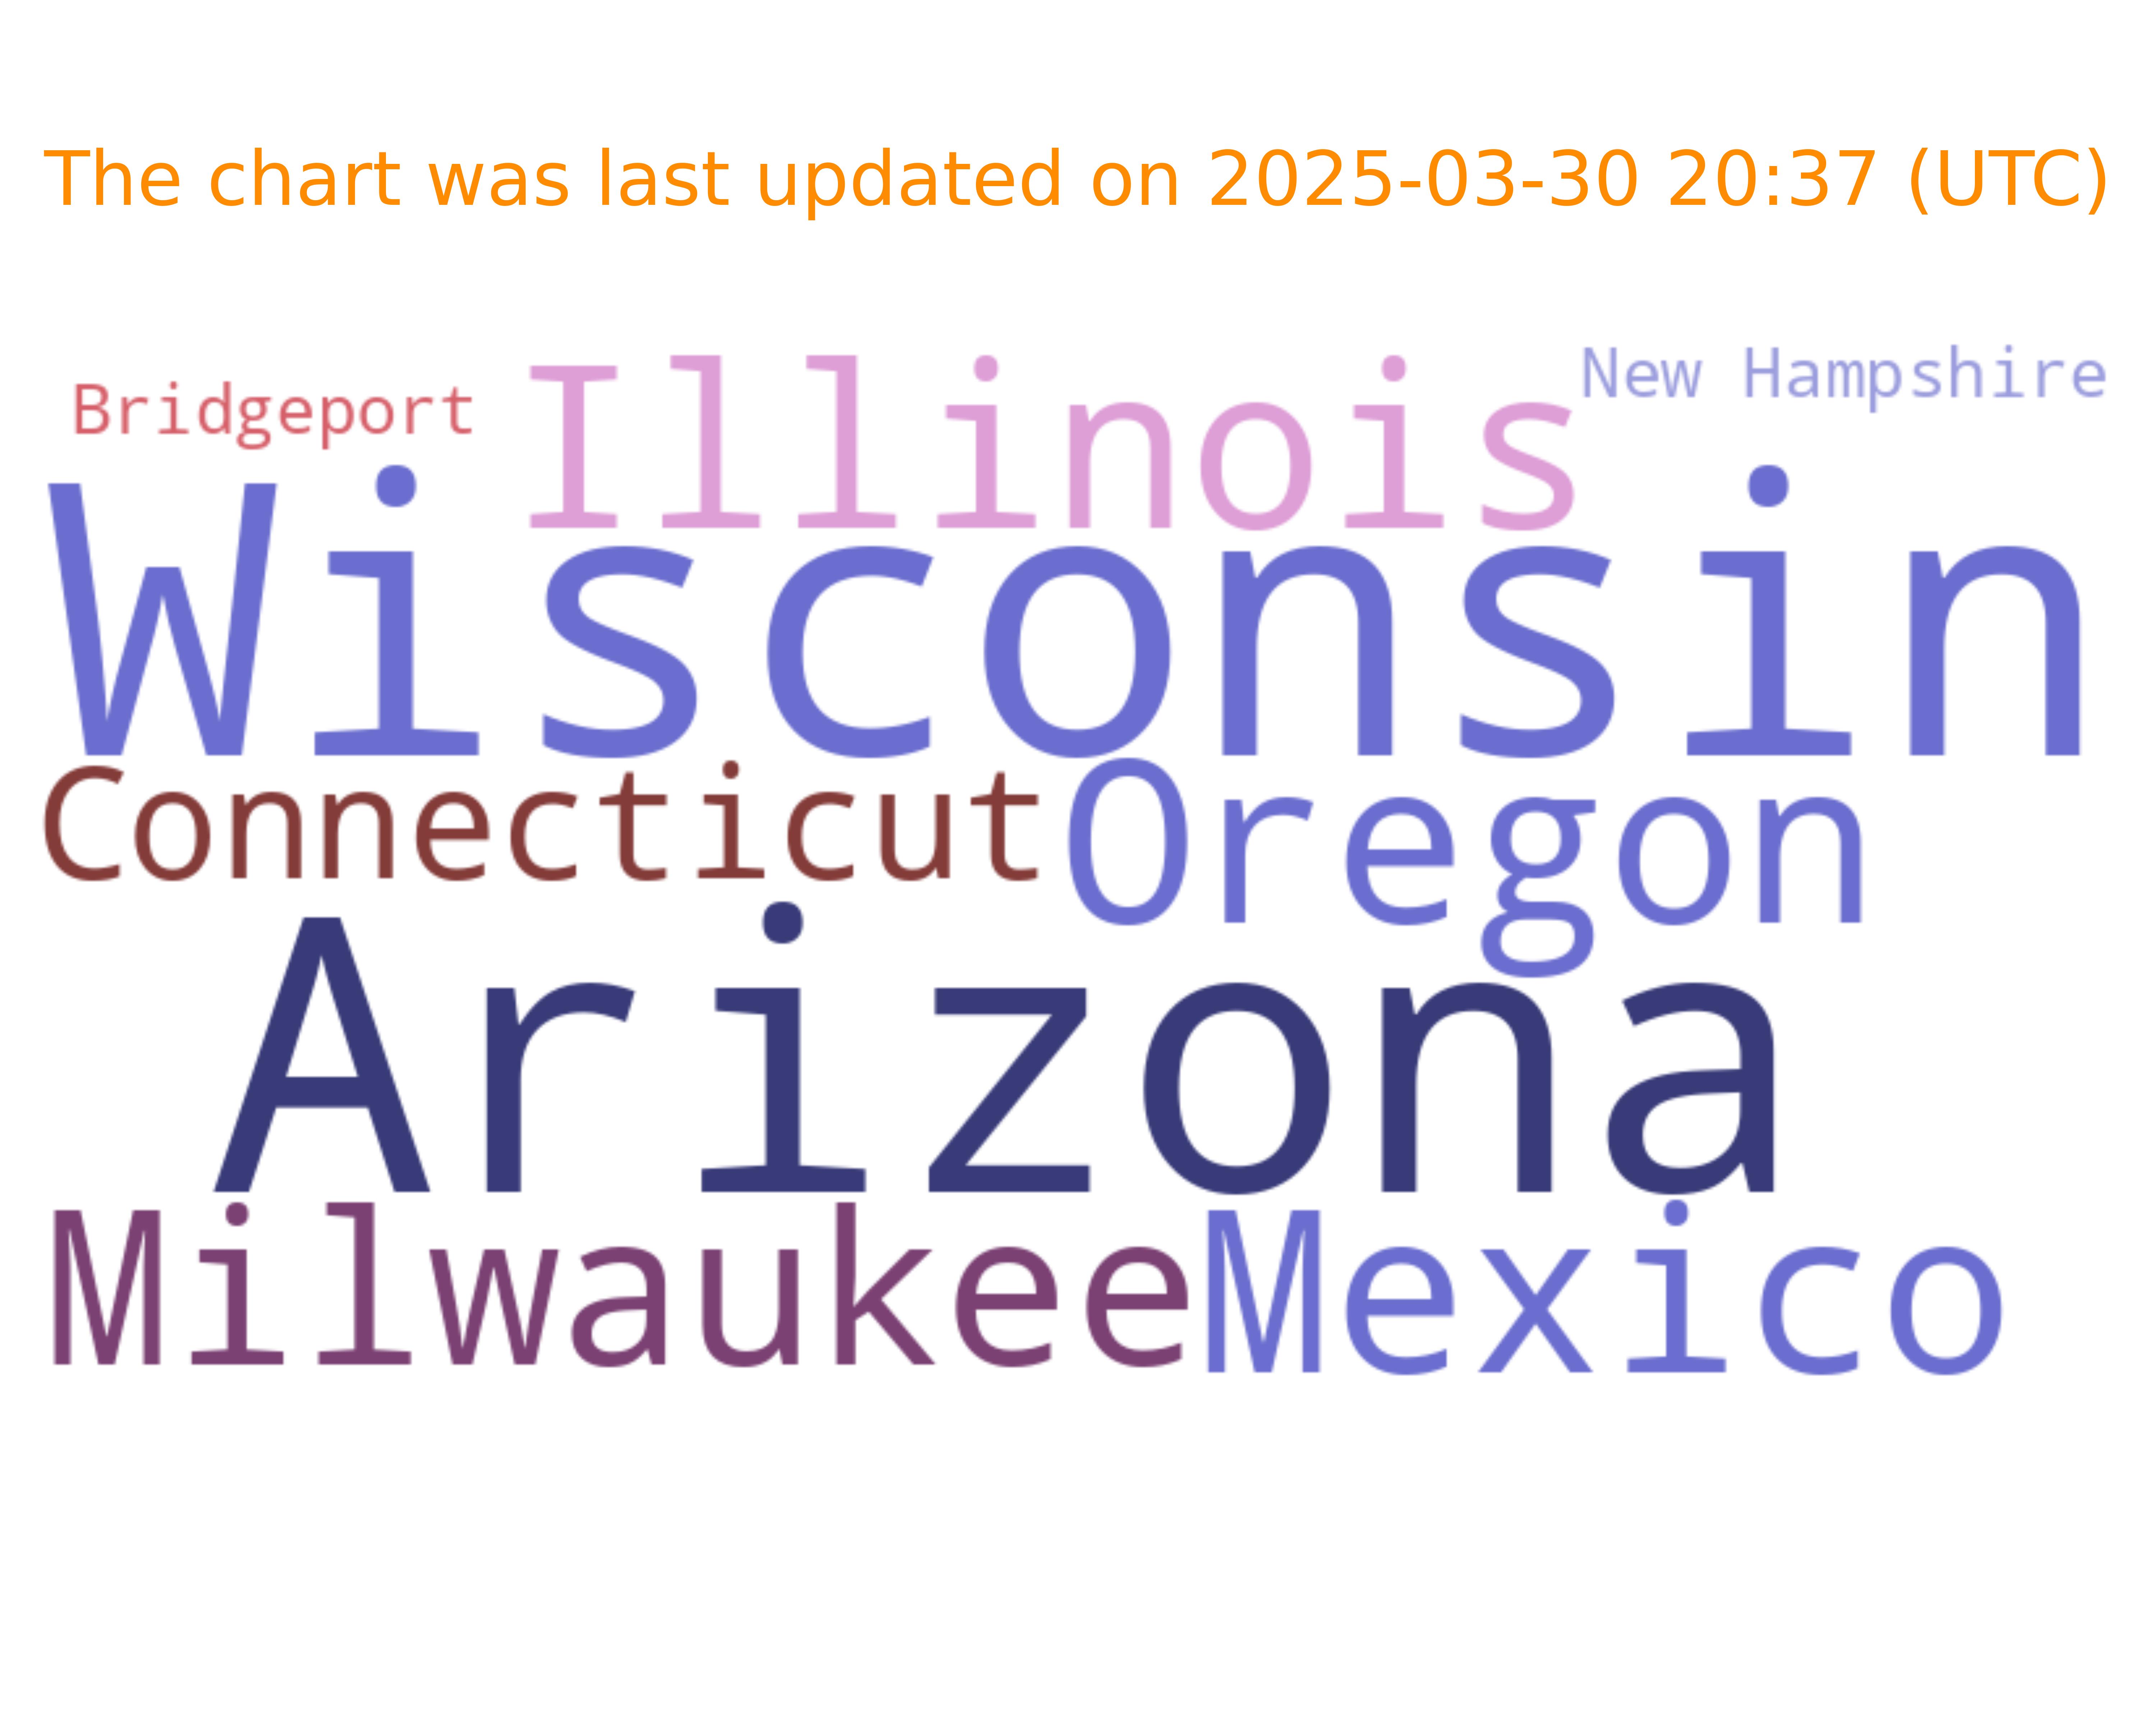 The chart was last updated on 2025-03-30 20:37 (UTC)
Bridgeport Illinois New Hampshire
Wisconsin
Connecticut Oregon
Arizona
Milwaukee Mexico